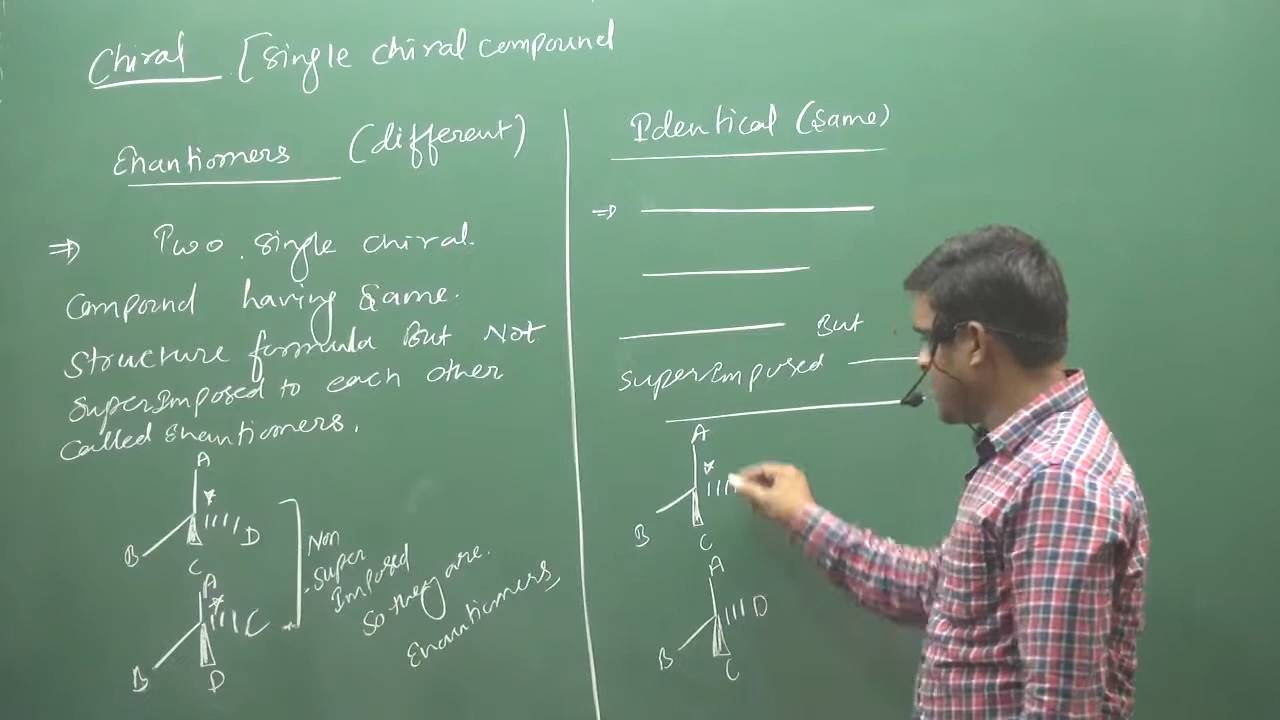 Chiral [single chiral compound
Enantiomers (different)
⇒ Two single chiral
compound having same
structure formula But Not
superImposed to each other
called Enantiomers.
A
*
B
D
C
A
*
C
B
D
Non
super
Imposed
so they are
Enantiomers,
Identical (same)
⇒
But
superImposed
A
*
B
C
A
D
B
C